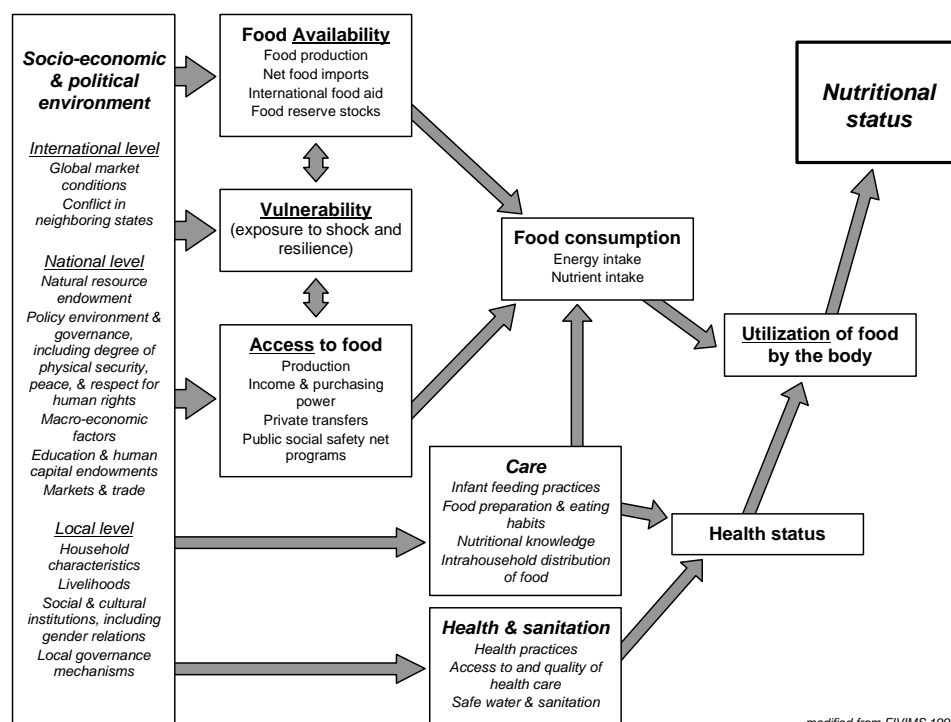 Socio-economic
& political
environment
International level
Global market
conditions
Conflict in
neighboring states
National level
Natural resource
endowment
Policy environment &
governance,
including degree of
physical security,
peace, & respect for
human rights
Macro-economic
factors
Education & human
capital endowments
Markets & trade
Local level
Household
characteristics
Livelihoods
Social & cultural
institutions, including
gender relations
Local governance
mechanisms
Food Availability
Food production
Net food imports
International food aid
Food reserve stocks
Vulnerability
(exposure to shock and
resilience)
Access to food
Production
Income & purchasing
power
Private transfers
Public social safety net
programs
Food consumption
Energy intake
Nutrient intake
Care
Infant feeding practices
Food preparation & eating
habits
Nutritional knowledge
Intrahousehold distribution
of food
Health & sanitation
Health practices
Access to and quality of
health care
Safe water & sanitation
Nutritional
status
Utilization of food
by the body
Health status
modified from FIVIMS